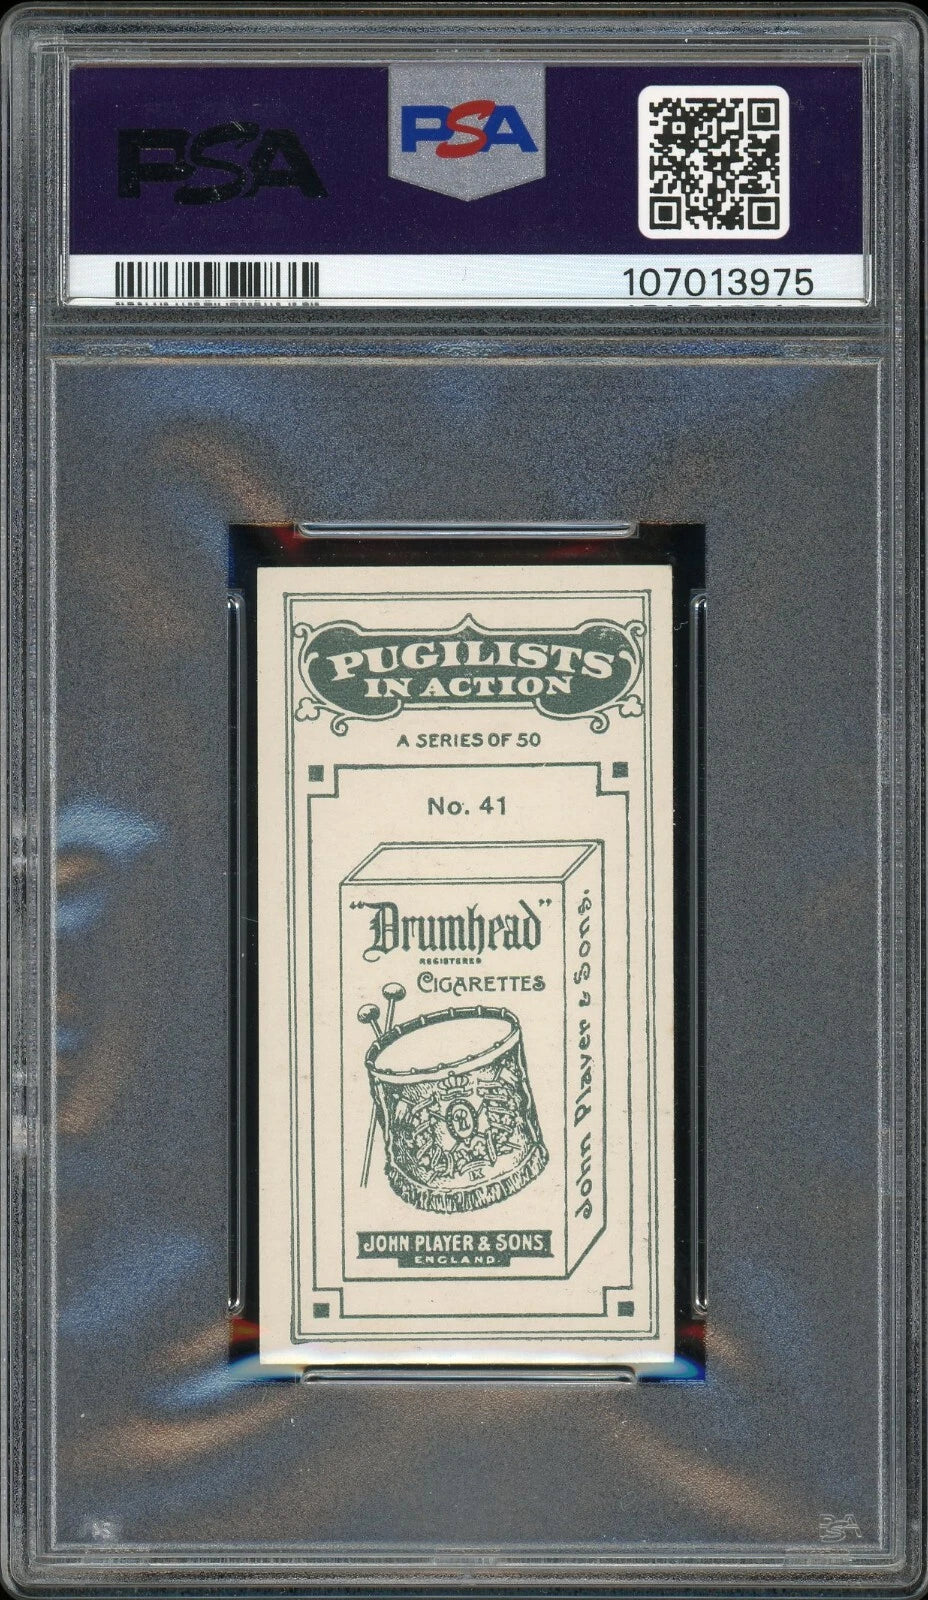 PSA
PSA
107013975
PUGILISTS
IN ACTION
A SERIES OF 50
No. 41
"Drumhead"
REGISTERED
CIGARETTES
John Player & Sons.
JOHN PLAYER & SONS.
ENGLAND.
PSA